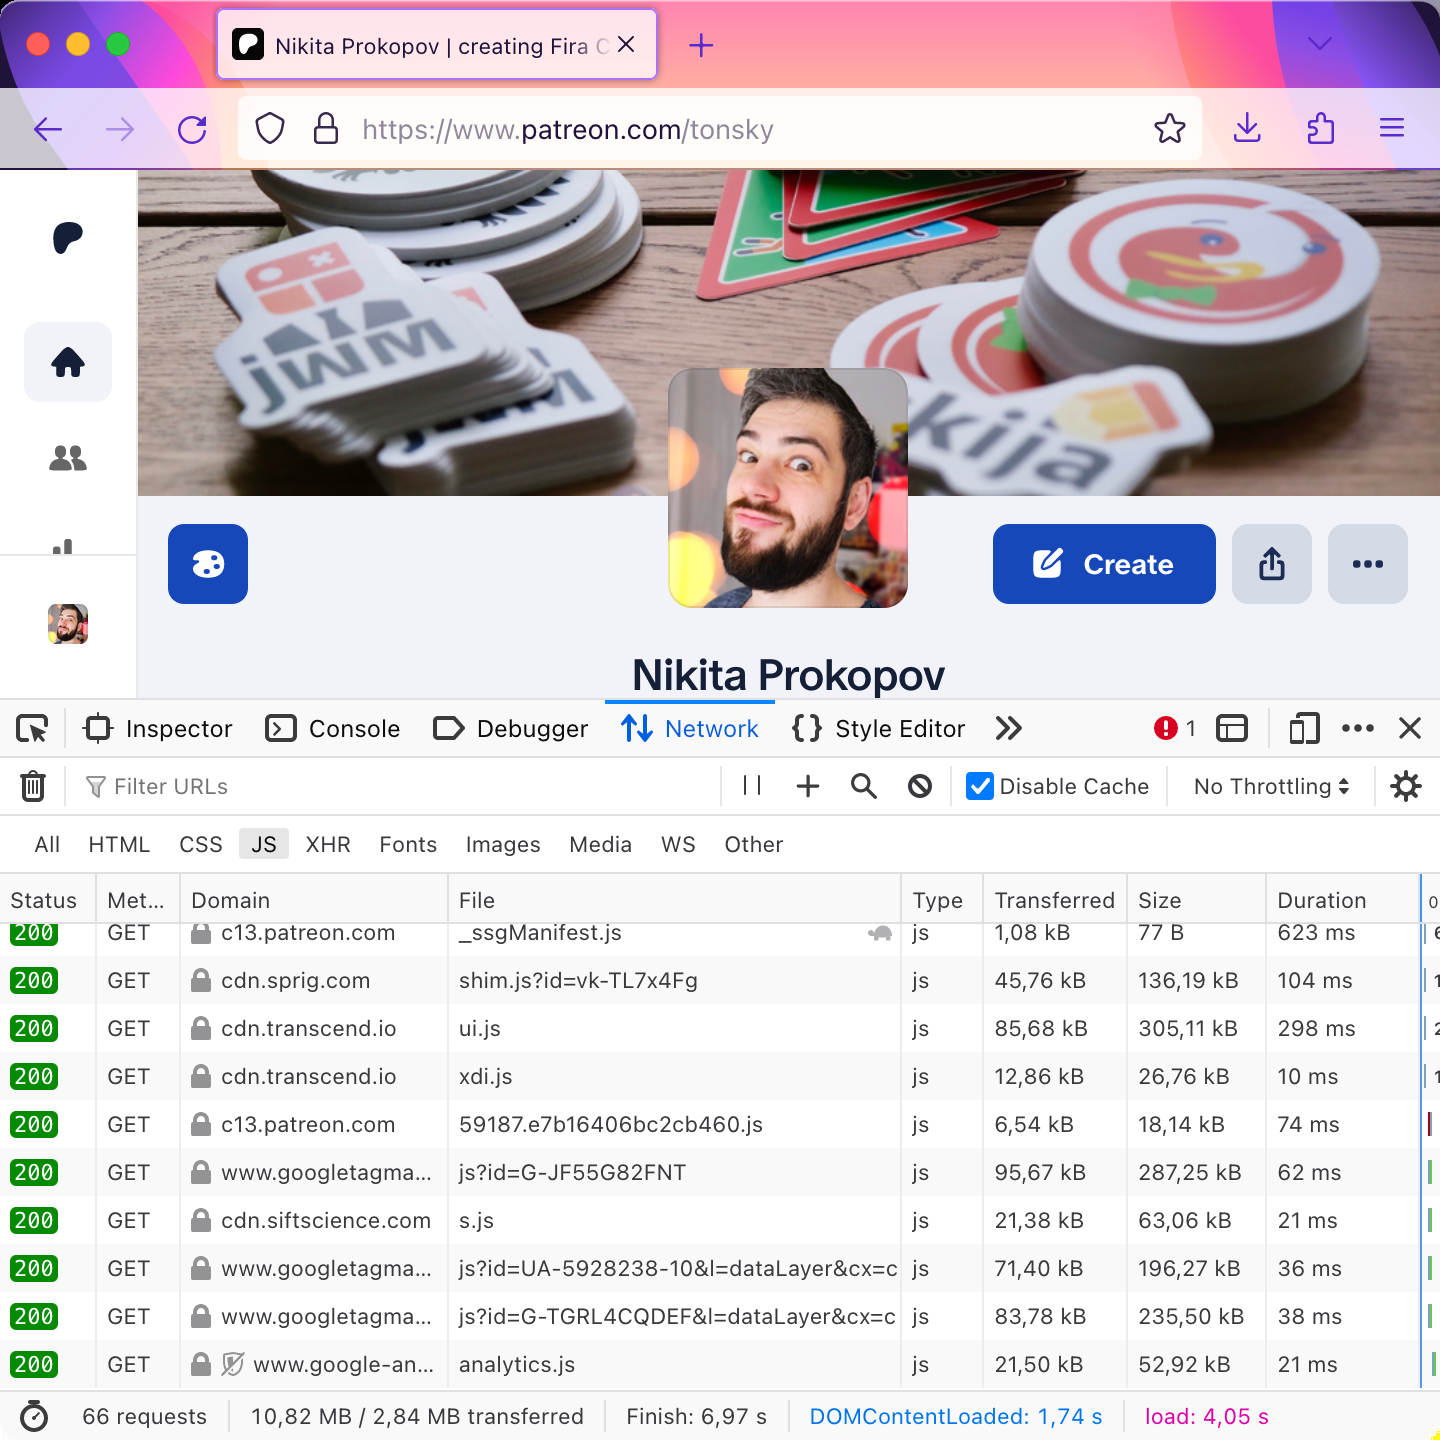 Nikita Prokopov | creating Fira C
https://www.patreon.com/tonsky
jWM
jWM
kija
Create
Nikita Prokopov
Inspector Console Debugger Network Style Editor 1
Filter URLs Disable Cache No Throttling
All HTML CSS JS XHR Fonts Images Media WS Other
Status Met... Domain File Type Transferred Size Duration 0
200 GET c13.patreon.com _ssgManifest.js js 1,08 kB 77 B 623 ms 6
200 GET cdn.sprig.com shim.js?id=vk-TL7x4Fg js 45,76 kB 136,19 kB 104 ms 1
200 GET cdn.transcend.io ui.js js 85,68 kB 305,11 kB 298 ms 2
200 GET cdn.transcend.io xdi.js js 12,86 kB 26,76 kB 10 ms 1
200 GET c13.patreon.com 59187.e7b16406bc2cb460.js js 6,54 kB 18,14 kB 74 ms
200 GET www.googletagma... js?id=G-JF55G82FNT js 95,67 kB 287,25 kB 62 ms
200 GET cdn.siftscience.com s.js js 21,38 kB 63,06 kB 21 ms
200 GET www.googletagma... js?id=UA-5928238-10&l=dataLayer&cx=c js 71,40 kB 196,27 kB 36 ms
200 GET www.googletagma... js?id=G-TGRL4CQDEF&l=dataLayer&cx=c js 83,78 kB 235,50 kB 38 ms
200 GET www.google-an... analytics.js js 21,50 kB 52,92 kB 21 ms
66 requests 10,82 MB / 2,84 MB transferred Finish: 6,97 s DOMContentLoaded: 1,74 s load: 4,05 s